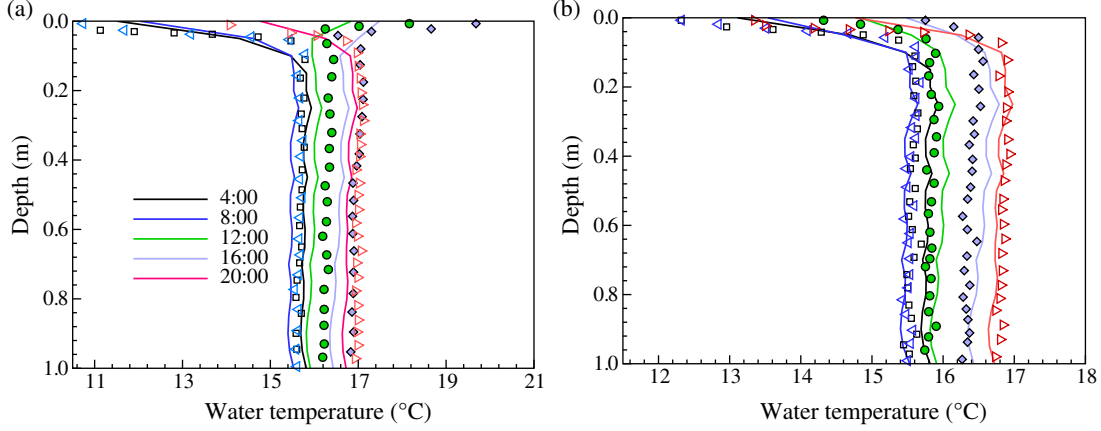 (a)
0.0
0.2
0.4
0.6
0.8
1.0
Depth (m)
4:00
8:00
12:00
16:00
20:00
11 13 15 17 19 21
Water temperature (°C)
(b)
0.0
0.2
0.4
0.6
0.8
1.0
Depth (m)
12 13 14 15 16 17 18
Water temperature (°C)